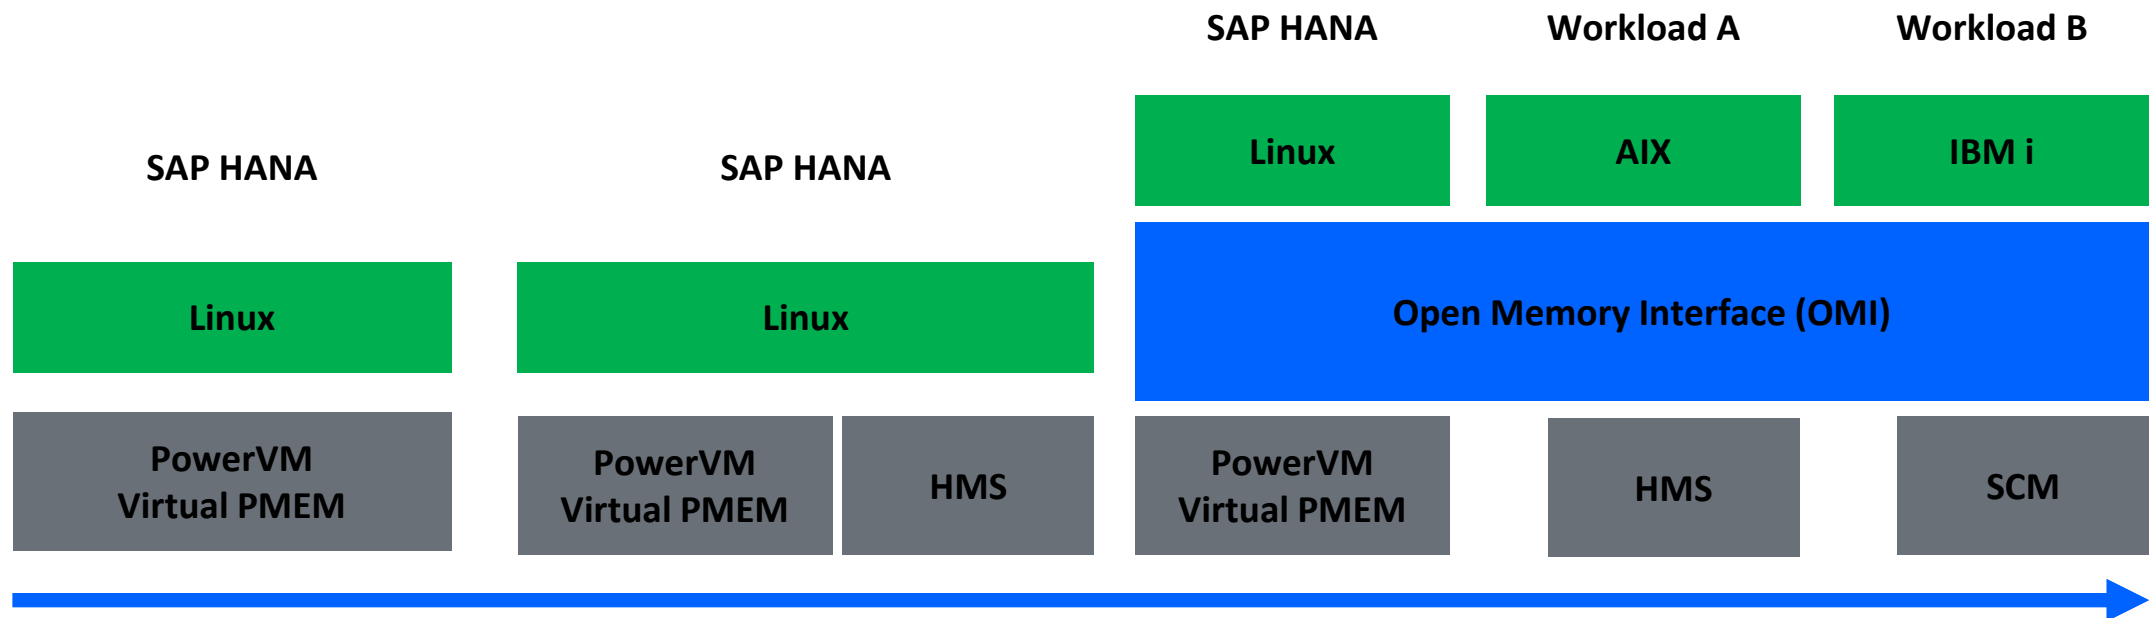 SAP HANA
Linux
PowerVM
Virtual PMEM
SAP HANA
Linux
PowerVM
Virtual PMEM
HMS
SAP HANA
Workload A
Workload B
Linux
AIX
IBM i
Open Memory Interface (OMI)
PowerVM
Virtual PMEM
HMS
SCM